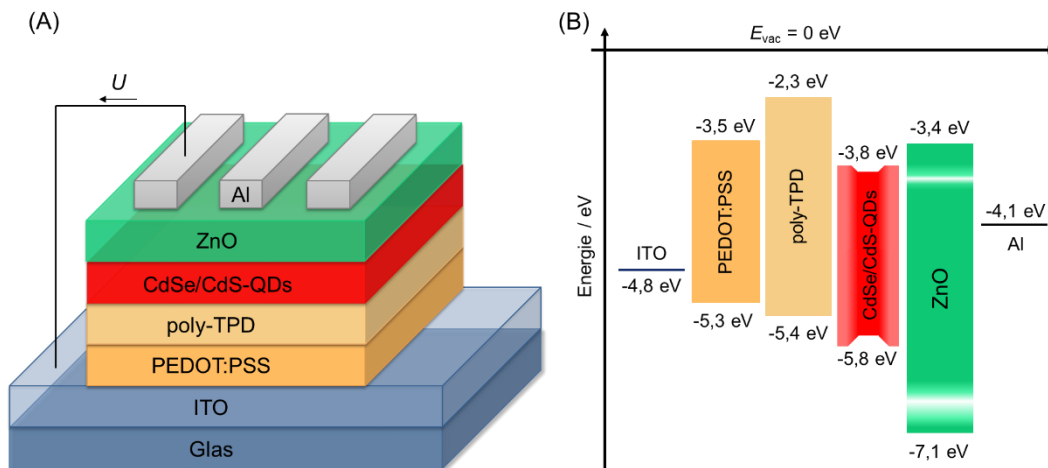 (A)
U
Al
ZnO
CdSe/CdS-QDs
poly-TPD
PEDOT:PSS
ITO
Glas
(B)
Evac = 0 eV
Energie / eV
ITO
-4,8 eV
-3,5 eV
PEDOT:PSS
-5,3 eV
-2,3 eV
poly-TPD
-5,4 eV
-3,8 eV
CdSe/CdS-QDs
-5,8 eV
-3,4 eV
ZnO
-7,1 eV
-4,1 eV
Al